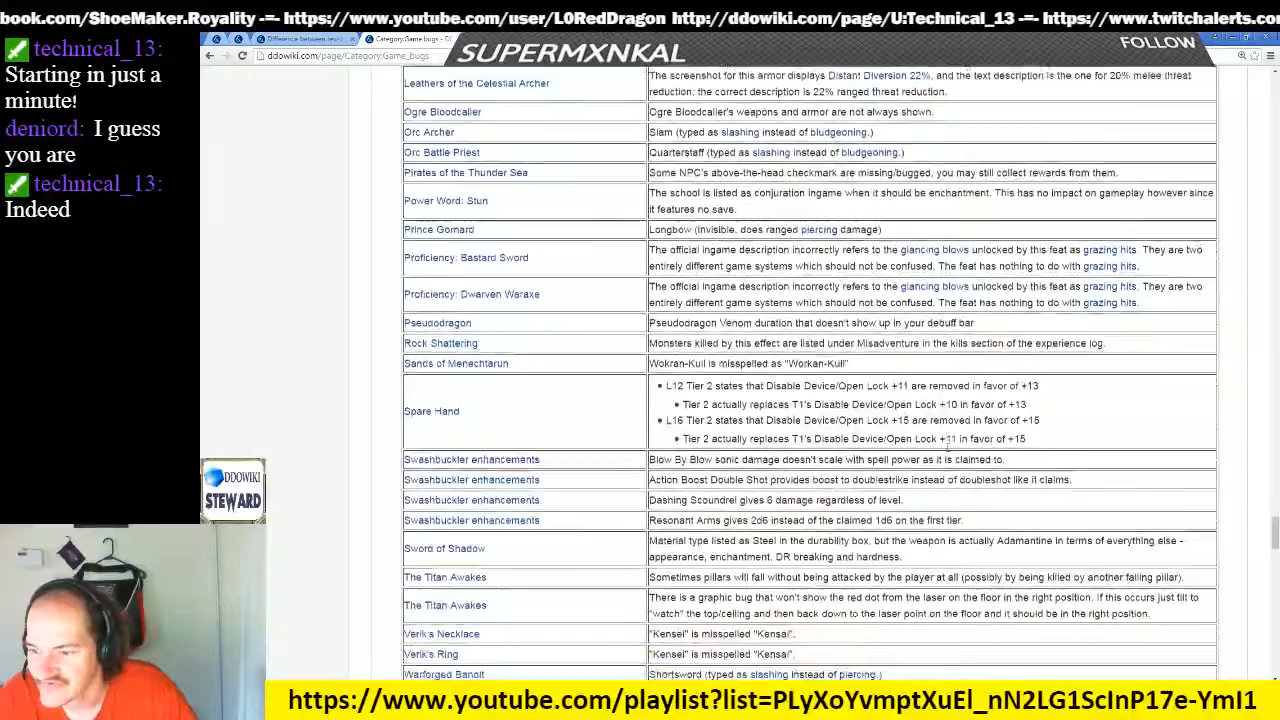 book.com/ShoeMaker.Royality -=- https://www.youtube.com/user/L0RedDragon http://ddowiki.com/page/U:Technical_13 -=- https://www.twitchalerts.co
technical_13:
Starting in just a
minute!
deniord: I guess
you are
technical_13:
Indeed
Difference between revis
Category:Game bugs - D
SUPERMXNKAL
FOLLOW
ddowiki.com/page/Category:Game_bugs
Leathers of the Celestial Archer
The screenshot for this armor displays Distant Diversion 22%, and the text description is the one for 20% melee threat
reduction; the correct description is 22% ranged threat reduction.
Ogre Bloodcaller
Ogre Bloodcaller's weapons and armor are not always shown.
Orc Archer
Slam (typed as slashing instead of bludgeoning.)
Orc Battle Priest
Quarterstaff (typed as slashing instead of bludgeoning.)
Pirates of the Thunder Sea
Some NPC's above-the-head checkmark are missing/bugged, you may still collect rewards from them.
Power Word: Stun
The school is listed as conjuration ingame when it should be enchantment. This has no impact on gameplay however since
it features no save.
Prince Gomard
Longbow (invisible, does ranged piercing damage)
Proficiency: Bastard Sword
The official ingame description incorrectly refers to the glancing blows unlocked by this feat as grazing hits. They are two
entirely different game systems which should not be confused. The feat has nothing to do with grazing hits.
Proficiency: Dwarven Waraxe
The official ingame description incorrectly refers to the glancing blows unlocked by this feat as grazing hits. They are two
entirely different game systems which should not be confused. The feat has nothing to do with grazing hits.
Pseudodragon
Pseudodragon Venom duration that doesn't show up in your debuff bar
Rock Shattering
Monsters killed by this effect are listed under Misadventure in the kills section of the experience log.
Sands of Menechtarun
Wokran-Kull is misspelled as "Workan-Kull"
Spare Hand
• L12 Tier 2 states that Disable Device/Open Lock +11 are removed in favor of +13
• Tier 2 actually replaces T1's Disable Device/Open Lock +10 in favor of +13
• L16 Tier 2 states that Disable Device/Open Lock +15 are removed in favor of +15
• Tier 2 actually replaces T1's Disable Device/Open Lock +11 in favor of +15
Swashbuckler enhancements
Blow By Blow sonic damage doesn't scale with spell power as it is claimed to.
Swashbuckler enhancements
Action Boost Double Shot provides boost to doublestrike instead of doubleshot like it claims.
Swashbuckler enhancements
Dashing Scoundrel gives 6 damage regardless of level.
Swashbuckler enhancements
Resonant Arms gives 2d6 instead of the claimed 1d6 on the first tier.
Sword of Shadow
Material type listed as Steel in the durability box, but the weapon is actually Adamantine in terms of everything else -
appearance, enchantment, DR breaking and hardness.
The Titan Awakes
Sometimes pillars will fall without being attacked by the player at all (possibly by being killed by another falling pillar).
The Titan Awakes
There is a graphic bug that won't show the red dot from the laser on the floor in the right position. If this occurs just tilt to
"watch" the top/ceiling and then back down to the laser point on the floor and it should be in the right position.
Verik's Necklace
"Kensei" is misspelled "Kensai".
Verik's Ring
"Kensei" is misspelled "Kensai".
Warforged Bandit
Shortsword (typed as slashing instead of piercing.)
DDOWIKI
STEWARD
https://www.youtube.com/playlist?list=PLyXoYvmptXuEl_nN2LG1ScInP17e-YmI1